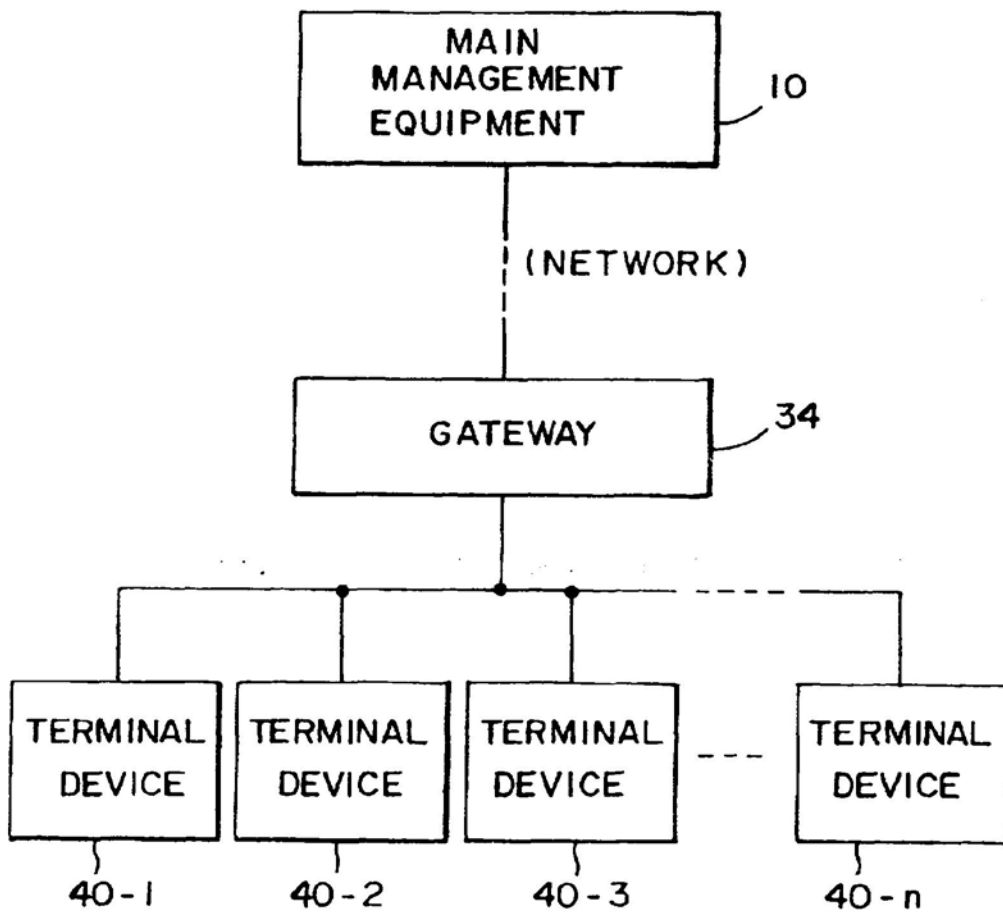 MAIN
MANAGEMENT
EQUIPMENT
10
(NETWORK)
GATEWAY
34
TERMINAL
DEVICE
TERMINAL
DEVICE
TERMINAL
DEVICE
TERMINAL
DEVICE
40-1
40-2
40-3
40-n